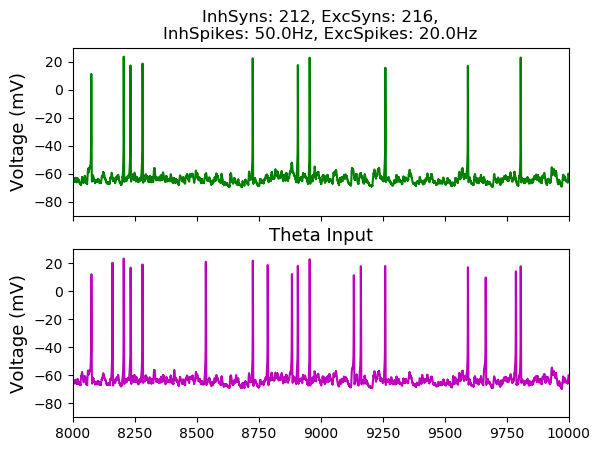 InhSyns: 212, ExcSyns: 216,
InhSpikes: 50.0Hz, ExcSpikes: 20.0Hz
Voltage (mV)
20
0
−20
−40
−60
−80
Theta Input
Voltage (mV)
20
0
−20
−40
−60
−80
8000 8250 8500 8750 9000 9250 9500 9750 10000